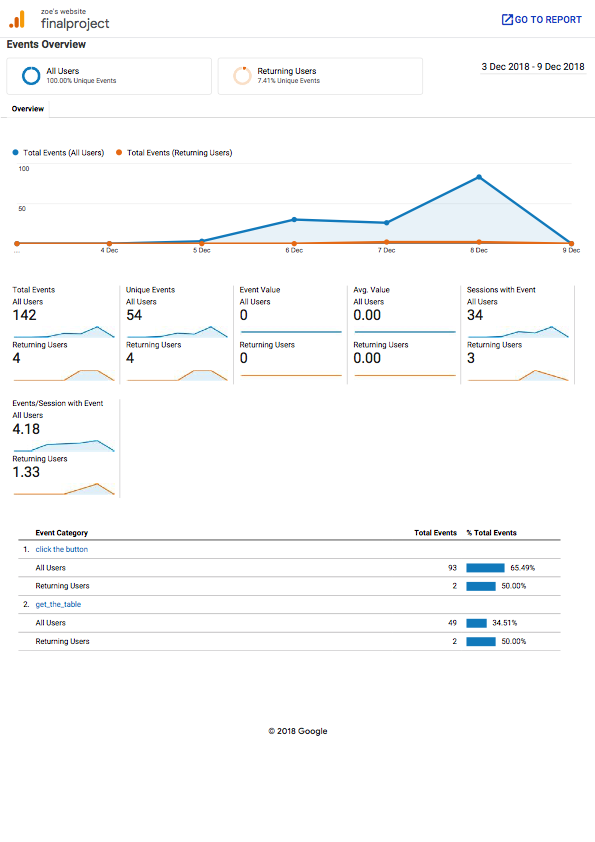 zoe's website
finalproject
GO TO REPORT
Events Overview
All Users
100.00% Unique Events
Returning Users
7.41% Unique Events
3 Dec 2018 - 9 Dec 2018
Overview
Total Events (All Users) Total Events (Returning Users)
100
50
... 4 Dec 5 Dec 6 Dec 7 Dec 8 Dec 9 Dec
Total Events
All Users
142
Returning Users
4
Unique Events
All Users
54
Returning Users
4
Event Value
All Users
0
Returning Users
0
Avg. Value
All Users
0.00
Returning Users
0.00
Sessions with Event
All Users
34
Returning Users
3
Events/Session with Event
All Users
4.18
Returning Users
1.33
Event Category Total Events % Total Events
1. click the button
All Users 93 65.49%
Returning Users 2 50.00%
2. get_the_table
All Users 49 34.51%
Returning Users 2 50.00%
© 2018 Google